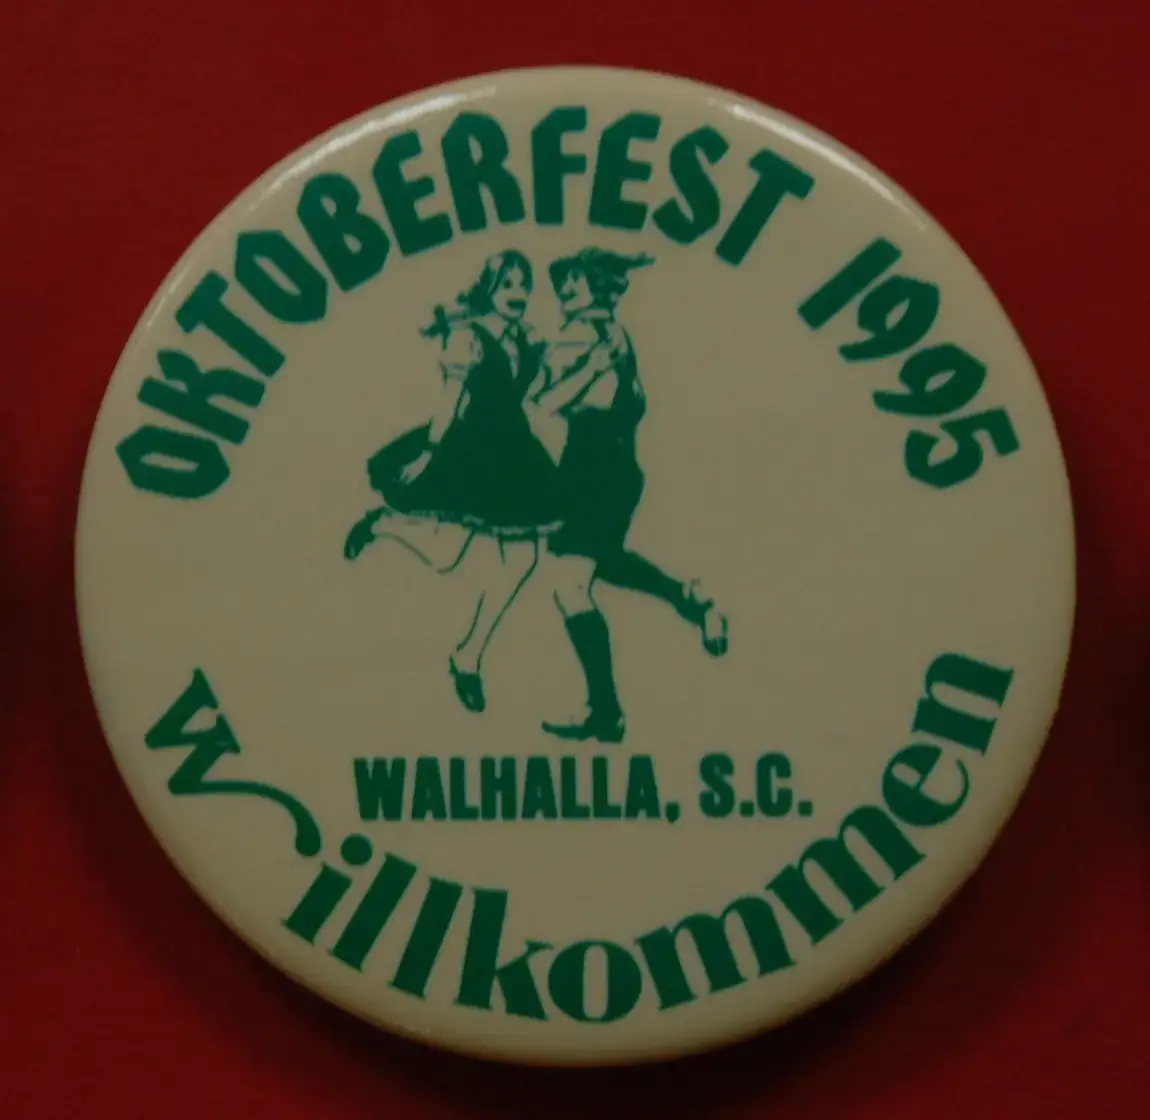 OKTOBERFEST 1995
WALHALLA, S.C.
Willkommen